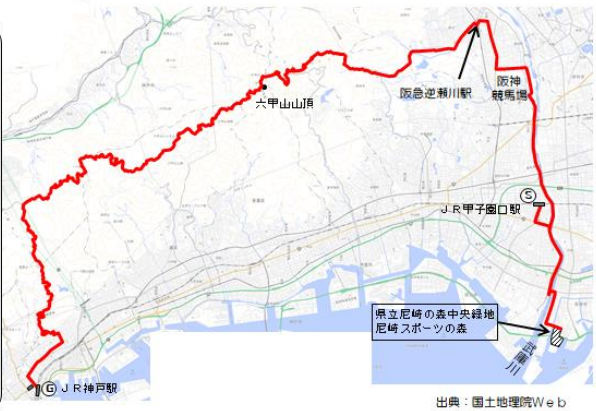 阪急逆瀬川駅
阪神
競馬場
六甲山山頂
Ⓢ
ＪＲ甲子園口駅
県立尼崎の森中央緑地
尼崎スポーツの森
武庫川
Ⓖ ＪＲ神戸駅
出典：国土地理院Ｗｅｂ